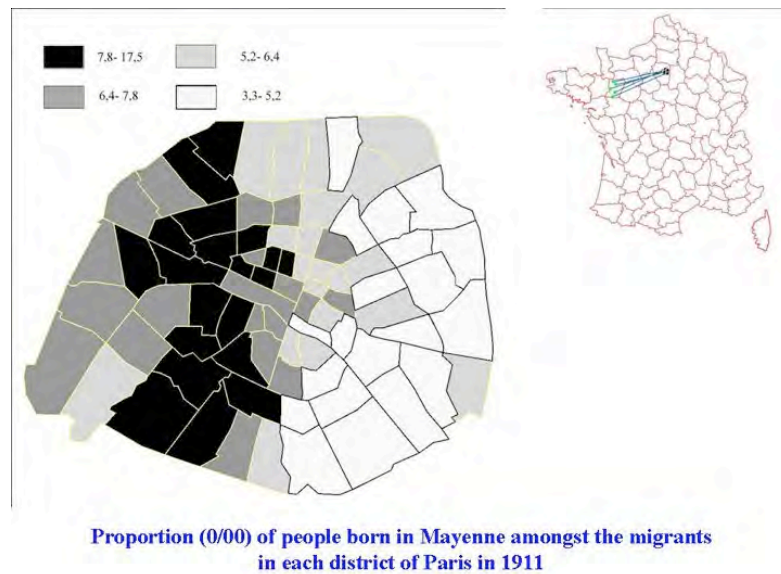 7,8- 17,5
5,2- 6,4
6,4- 7,8
3,3- 5,2
Proportion (0/00) of people born in Mayenne amongst the migrants
in each district of Paris in 1911